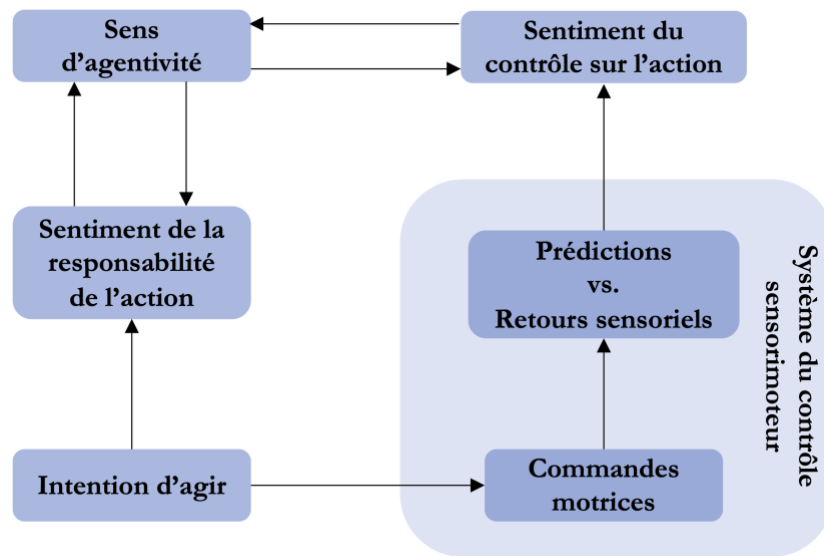 Sens
d'agentivité
Sentiment du
contrôle sur l'action
Sentiment de la
responsabilité
de l'action
Prédictions
vs.
Retours sensoriels
Système du contrôle
sensorimoteur
Intention d'agir
Commandes
motrices